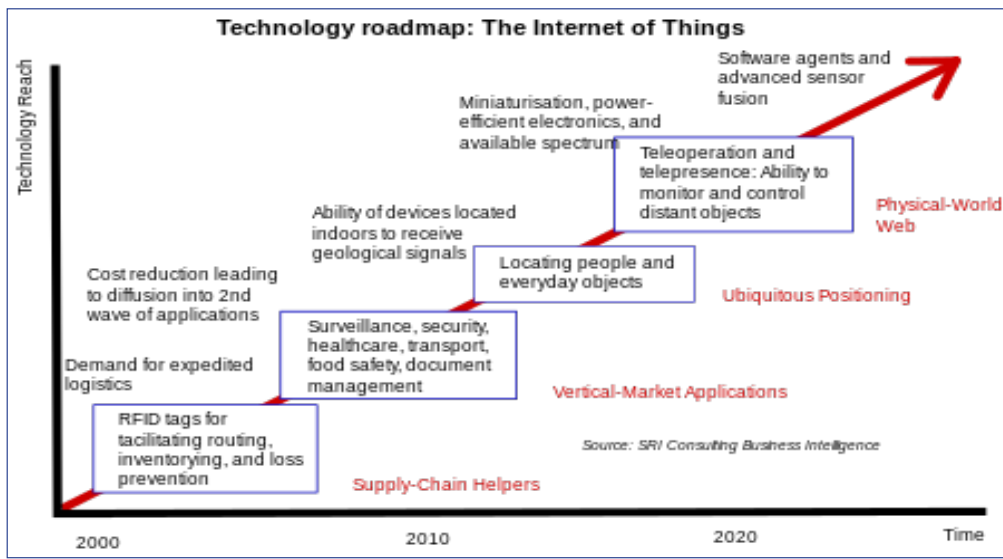 Technology roadmap: The Internet of Things
Technology Reach
Software agents and
advanced sensor
fusion
Miniaturisation, power-
efficient electronics, and
available spectrum
Teleoperation and
telepresence: Ability to
monitor and control
distant objects
Physical-World
Web
Ability of devices located
indoors to receive
geological signals
Locating people and
everyday objects
Ubiquitous Positioning
Cost reduction leading
to diffusion into 2nd
wave of applications
Surveillance, security,
healthcare, transport,
food safety, document
management
Vertical-Market Applications
Demand for expedited
logistics
RFID tags for
tacilitating routing,
inventorying, and loss
prevention
Supply-Chain Helpers
Source: SRI Consulting Business Intelligence
2000
2010
2020
Time